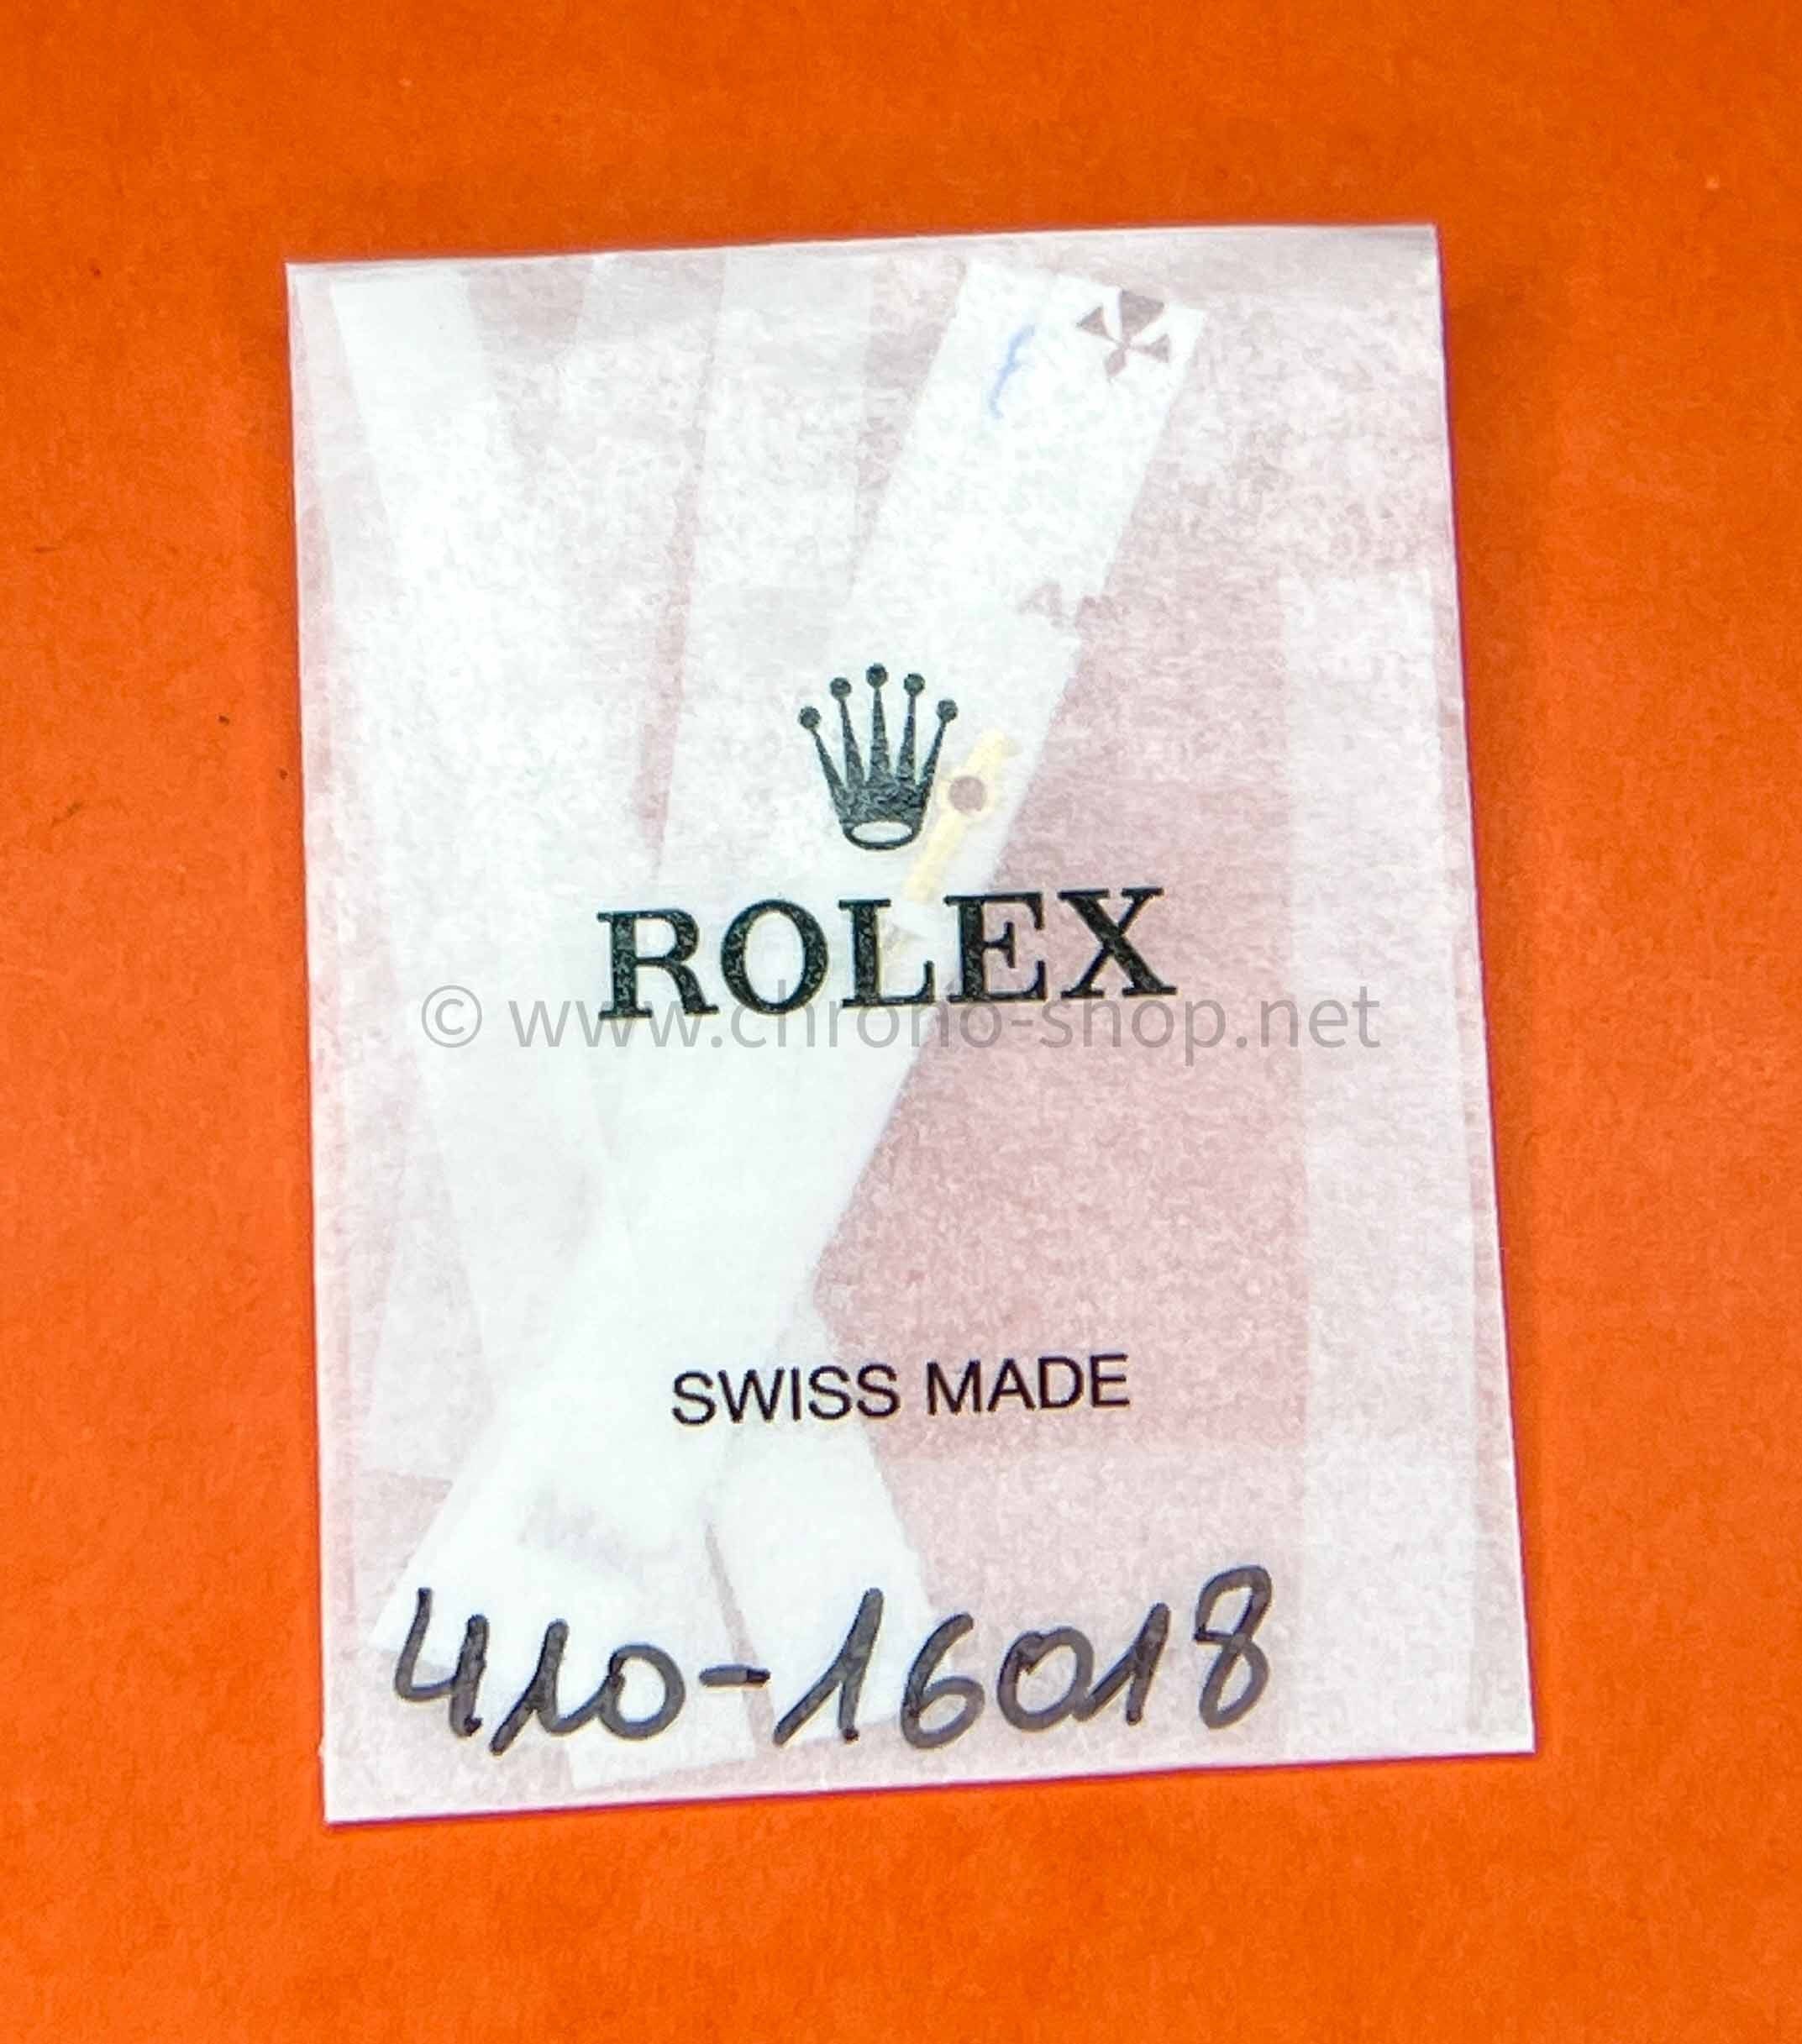 ROLEX
© www.chrono-shop.net
SWISS MADE
410-16018